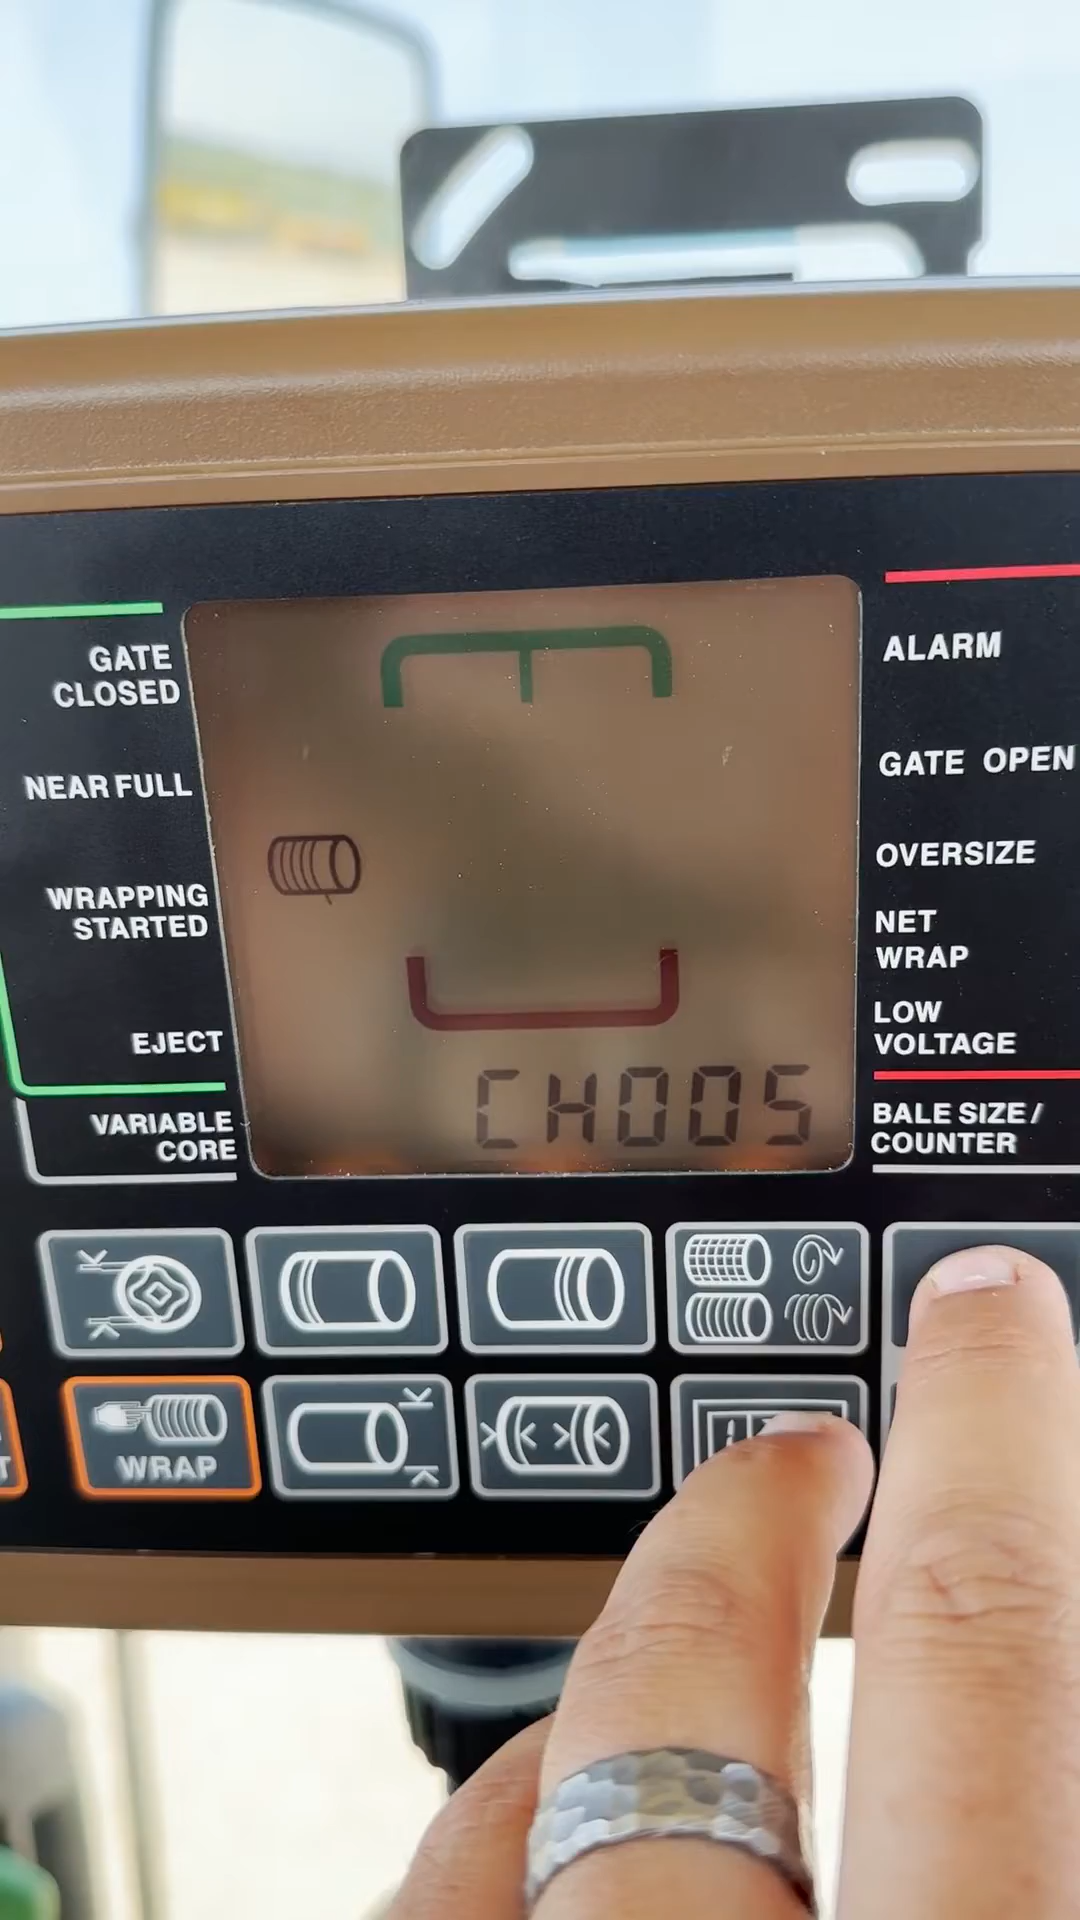 GATE
CLOSED
NEAR FULL
WRAPPING
STARTED
EJECT
VARIABLE
CORE
ALARM
GATE OPEN
OVERSIZE
NET
WRAP
LOW
VOLTAGE
BALE SIZE /
COUNTER
CH005
WRAP